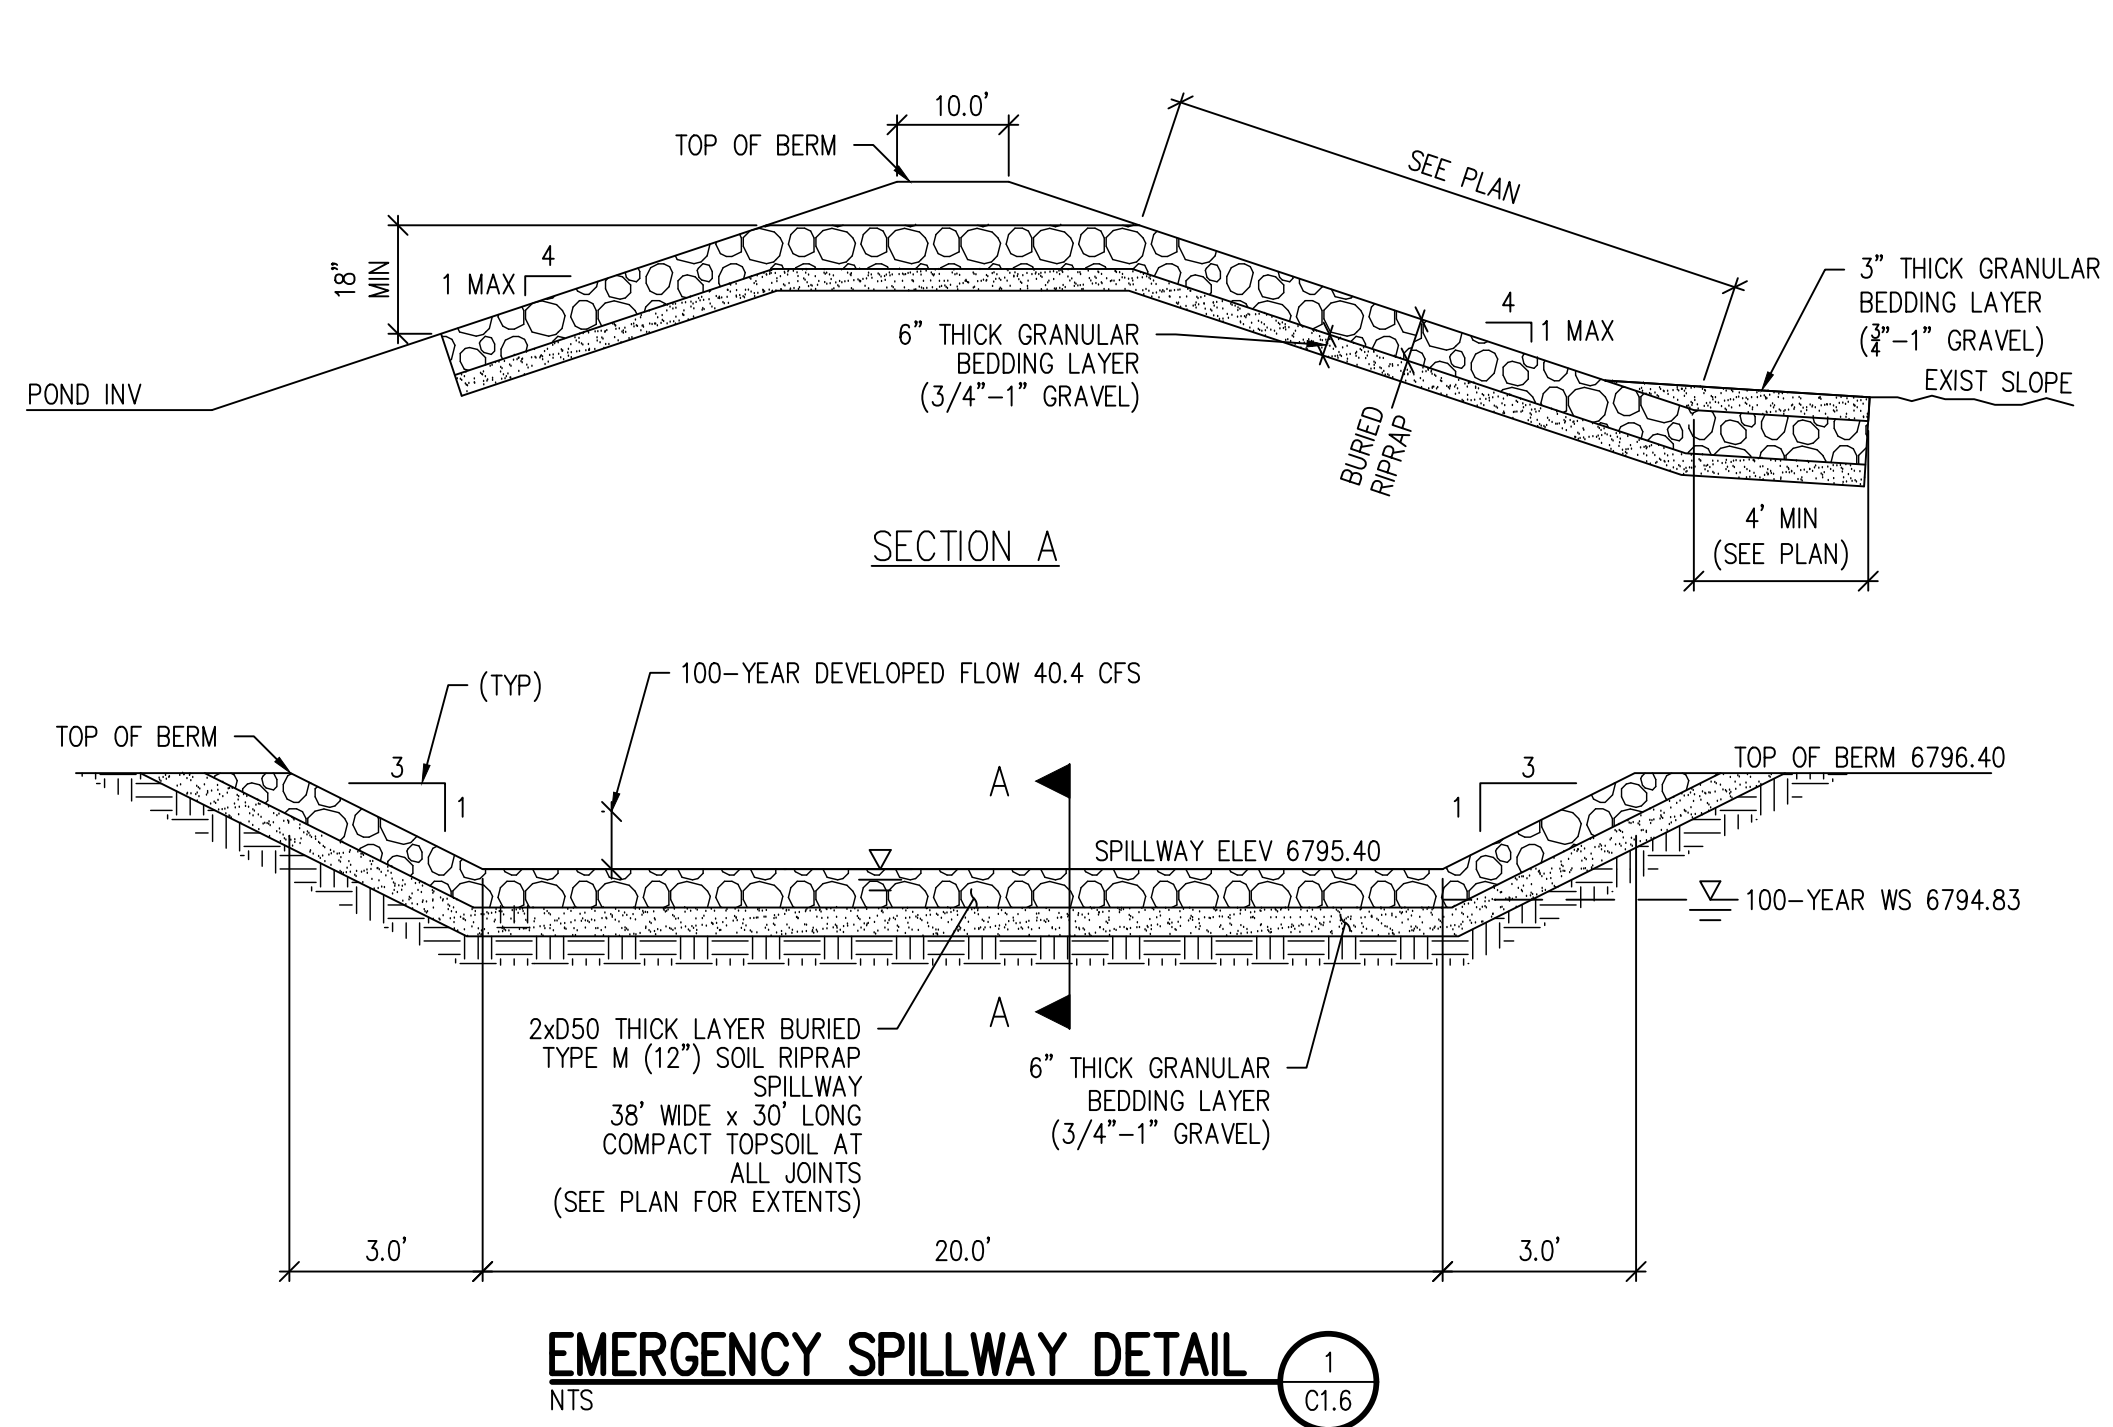 10.0'
TOP OF BERM
SEE PLAN
18"
MIN
4
1 MAX
3" THICK GRANULAR
BEDDING LAYER
(3/4"-1" GRAVEL)
4
1 MAX
6" THICK GRANULAR
BEDDING LAYER
(3/4"-1" GRAVEL)
EXIST SLOPE
POND INV
BURIED
RIPRAP
4' MIN
(SEE PLAN)
SECTION A
100-YEAR DEVELOPED FLOW 40.4 CFS
(TYP)
TOP OF BERM
3
1
A
3
1
TOP OF BERM 6796.40
SPILLWAY ELEV 6795.40
100-YEAR WS 6794.83
A
2xD50 THICK LAYER BURIED
TYPE M (12") SOIL RIPRAP
SPILLWAY
38' WIDE x 30' LONG
COMPACT TOPSOIL AT
ALL JOINTS
(SEE PLAN FOR EXTENTS)
6" THICK GRANULAR
BEDDING LAYER
(3/4"-1" GRAVEL)
3.0'
20.0'
3.0'
EMERGENCY SPILLWAY DETAIL
NTS
1
C1.6